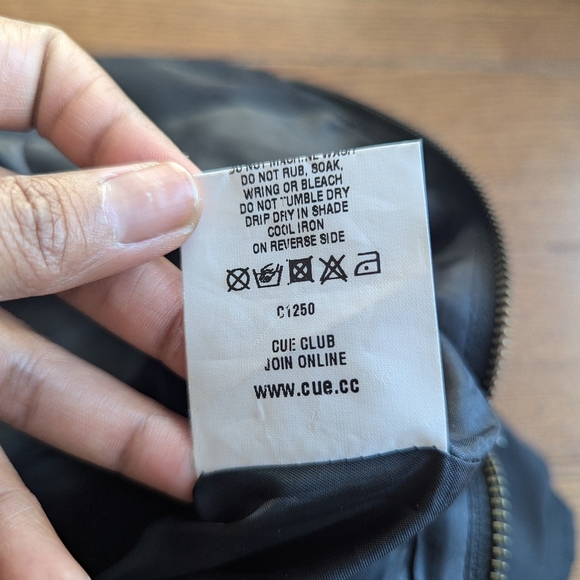 DO NOT MACHINE WASH
DO NOT RUB, SOAK,
WRING OR BLEACH
DO NOT TUMBLE DRY
DRIP DRY IN SHADE
COOL IRON
ON REVERSE SIDE
C1250
CUE CLUB
JOIN ONLINE
www.cue.cc